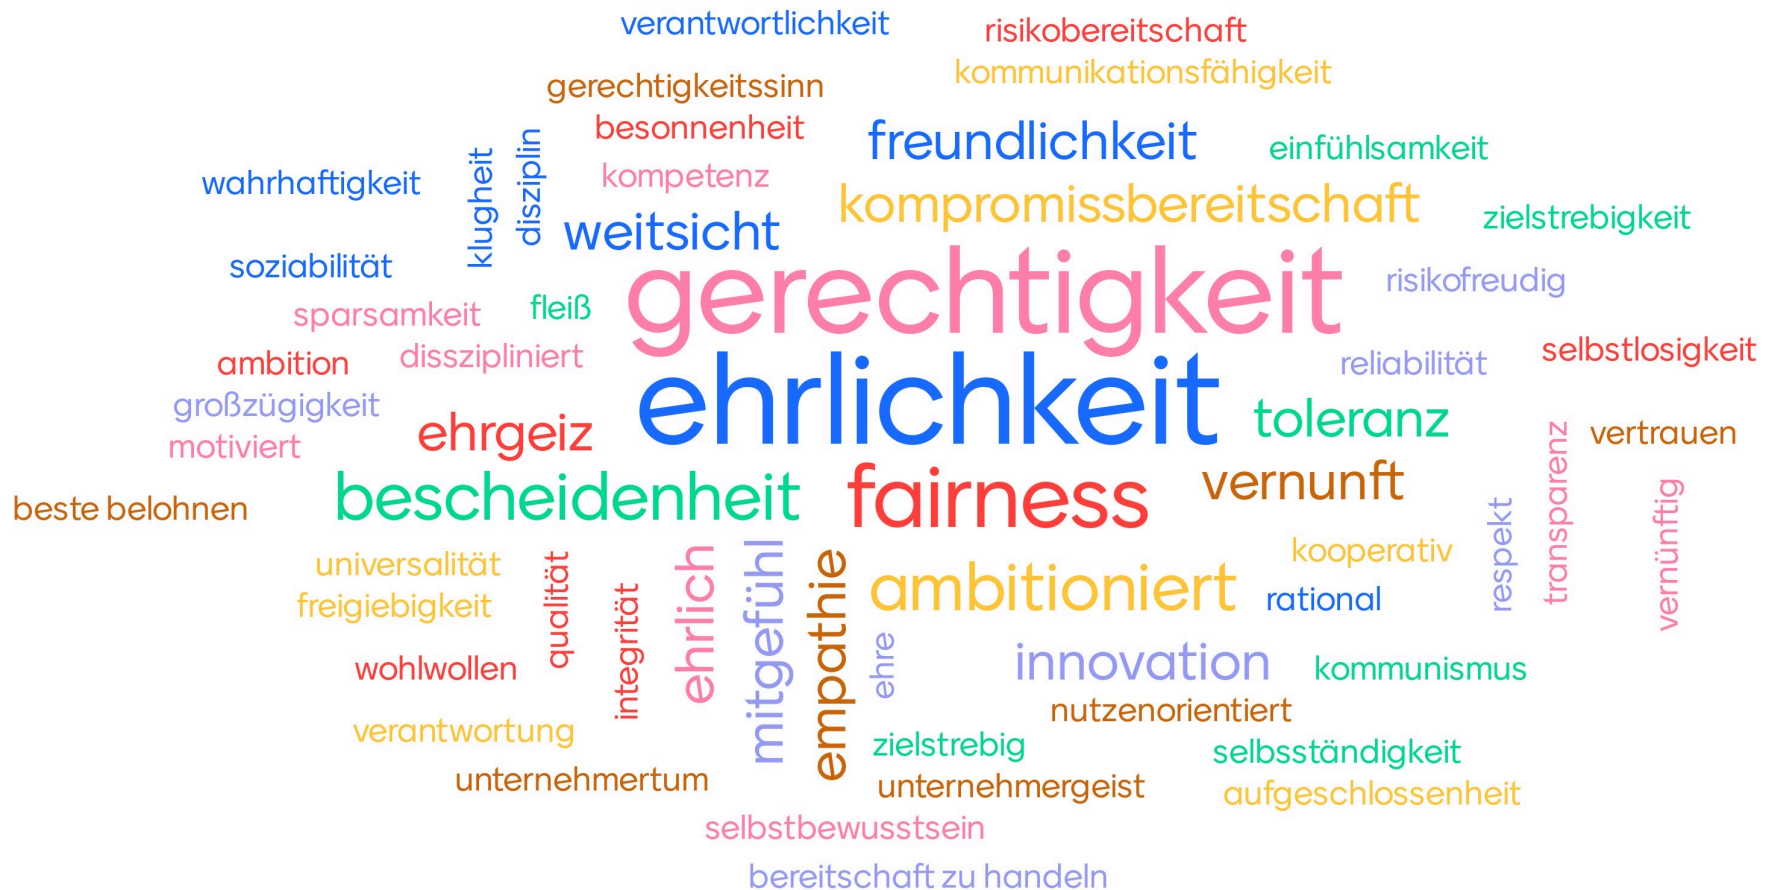 verantwortlichkeit
risikobereitschaft
kommunikationsfähigkeit
gerechtigkeitssinn
besonnenheit
freundlichkeit
einfühlsamkeit
wahrhaftigkeit
klugheit
disziplin
kompetenz
kompromissbereitschaft
zielstrebigkeit
weitsicht
soziabilität
gerechtigkeit
risikofreudig
sparsamkeit
fleiß
ambition
disszipliniert
ehrlichkeit
reliabilität
selbstlosigkeit
großzügigkeit
motiviert
ehrgeiz
toleranz
vertrauen
beste belohnen
bescheidenheit
fairness
vernunft
respekt
transparenz
vernünftig
universalität
freigiebigkeit
qualität
integrität
ehrlich
mitgefühl
empathie
ambitioniert
kooperativ
rational
ehre
wohlwollen
innovation
kommunismus
nutzenorientiert
verantwortung
zielstrebig
selbsständigkeit
unternehmertum
unternehmergeist
aufgeschlossenheit
selbstbewusstsein
bereitschaft zu handeln